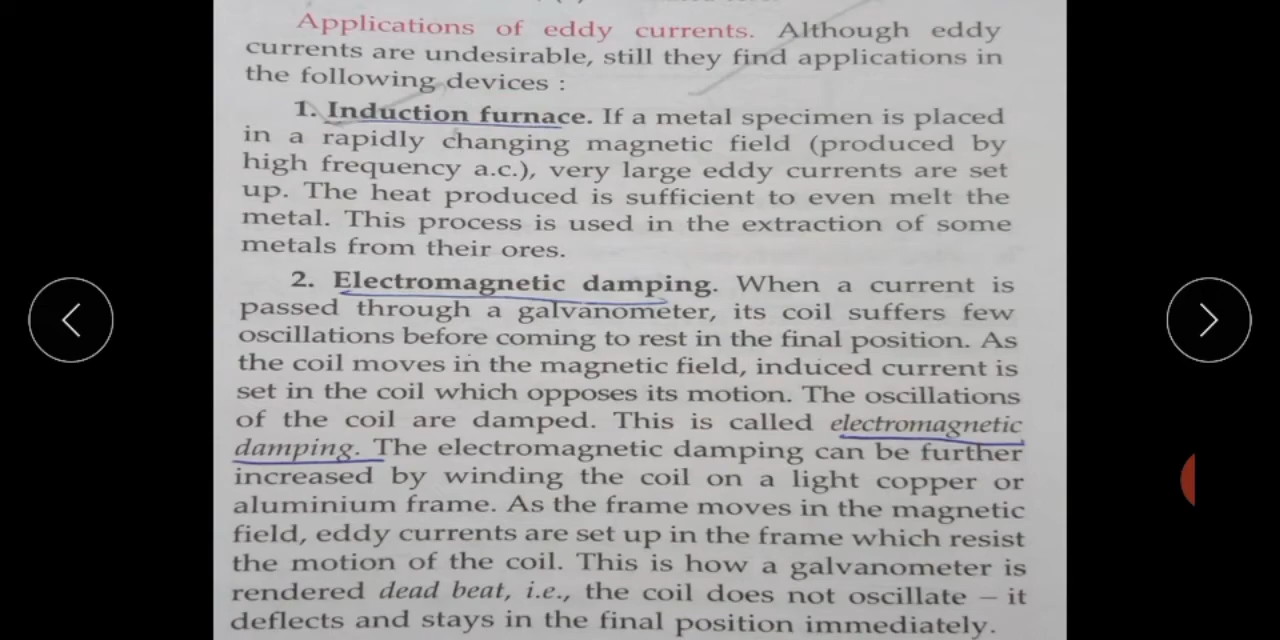 Applications of eddy currents. Although eddy
currents are undesirable, still they find applications in
the following devices :
1. Induction furnace. If a metal specimen is placed
in a rapidly changing magnetic field (produced by
high frequency a.c.), very large eddy currents are set
up. The heat produced is sufficient to even melt the
metal. This process is used in the extraction of some
metals from their ores.
2. Electromagnetic damping. When a current is
passed through a galvanometer, its coil suffers few
oscillations before coming to rest in the final position. As
the coil moves in the magnetic field, induced current is
set in the coil which opposes its motion. The oscillations
of the coil are damped. This is called electromagnetic
damping. The electromagnetic damping can be further
increased by winding the coil on a light copper or
aluminium frame. As the frame moves in the magnetic
field, eddy currents are set up in the frame which resist
the motion of the coil. This is how a galvanometer is
rendered dead beat, i.e., the coil does not oscillate – it
deflects and stays in the final position immediately.